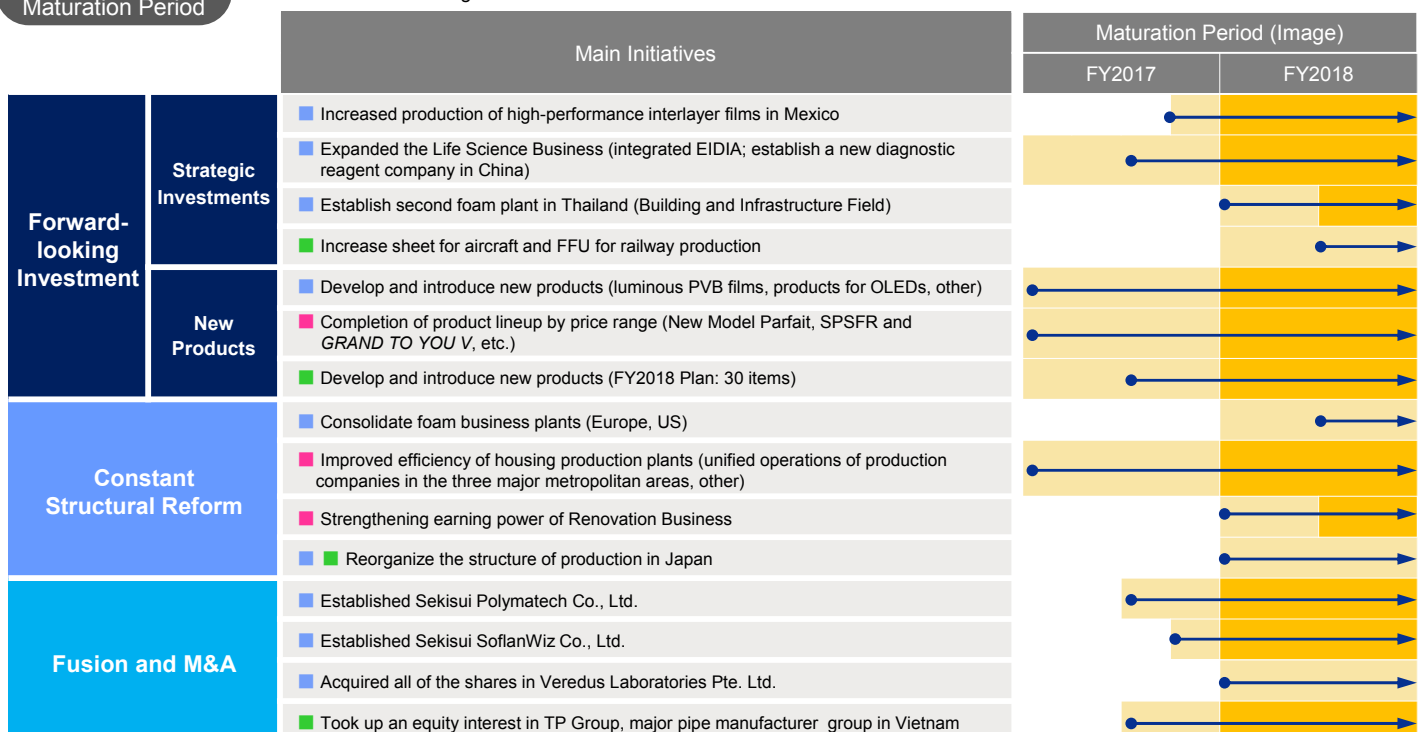 Maturation Period
Main Initiatives
Maturation Period (Image)
FY2017
FY2018
Forward-
looking
Investment
Strategic
Investments
Increased production of high-performance interlayer films in Mexico
Expanded the Life Science Business (integrated EIDIA; establish a new diagnostic
reagent company in China)
Establish second foam plant in Thailand (Building and Infrastructure Field)
Increase sheet for aircraft and FFU for railway production
New
Products
Develop and introduce new products (luminous PVB films, products for OLEDs, other)
Completion of product lineup by price range (New Model Parfait, SPSFR and
GRAND TO YOU V, etc.)
Develop and introduce new products (FY2018 Plan: 30 items)
Constant
Structural Reform
Consolidate foam business plants (Europe, US)
Improved efficiency of housing production plants (unified operations of production
companies in the three major metropolitan areas, other)
Strengthening earning power of Renovation Business
Reorganize the structure of production in Japan
Fusion and M&A
Established Sekisui Polymatech Co., Ltd.
Established Sekisui SoflanWiz Co., Ltd.
Acquired all of the shares in Veredus Laboratories Pte. Ltd.
Took up an equity interest in TP Group, major pipe manufacturer group in Vietnam